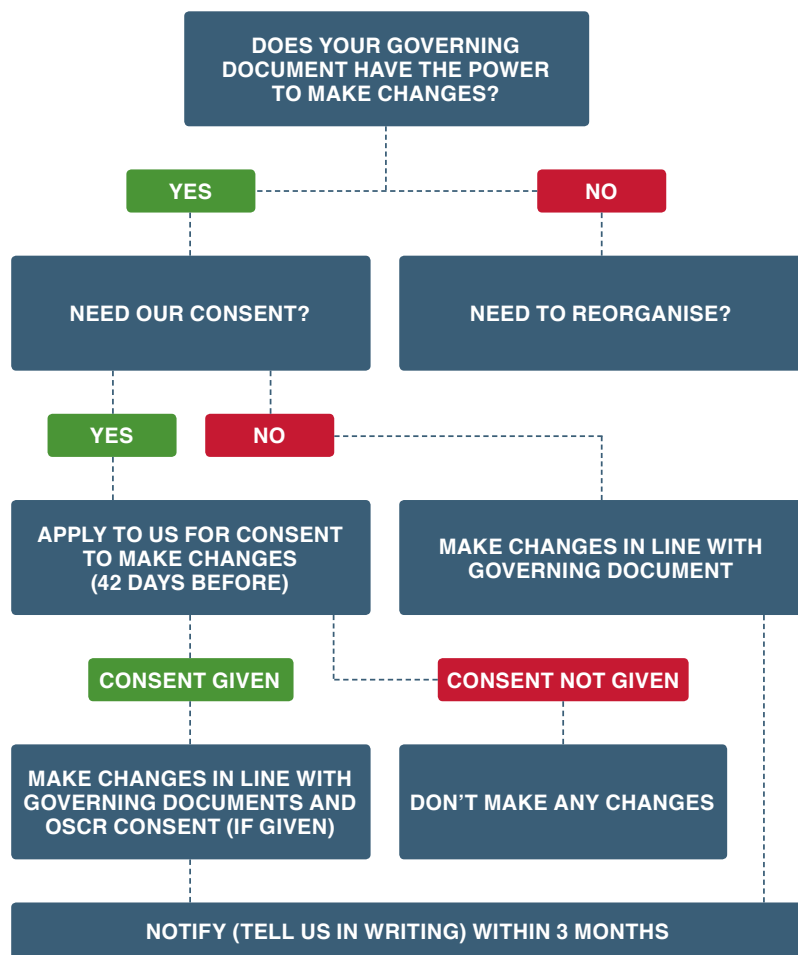 DOES YOUR GOVERNING
DOCUMENT HAVE THE POWER
TO MAKE CHANGES?
YES
NO
NEED OUR CONSENT?
NEED TO REORGANISE?
YES
NO
APPLY TO US FOR CONSENT
TO MAKE CHANGES
(42 DAYS BEFORE)
MAKE CHANGES IN LINE WITH
GOVERNING DOCUMENT
CONSENT GIVEN
CONSENT NOT GIVEN
MAKE CHANGES IN LINE WITH
GOVERNING DOCUMENTS AND
OSCR CONSENT (IF GIVEN)
DON’T MAKE ANY CHANGES
NOTIFY (TELL US IN WRITING) WITHIN 3 MONTHS